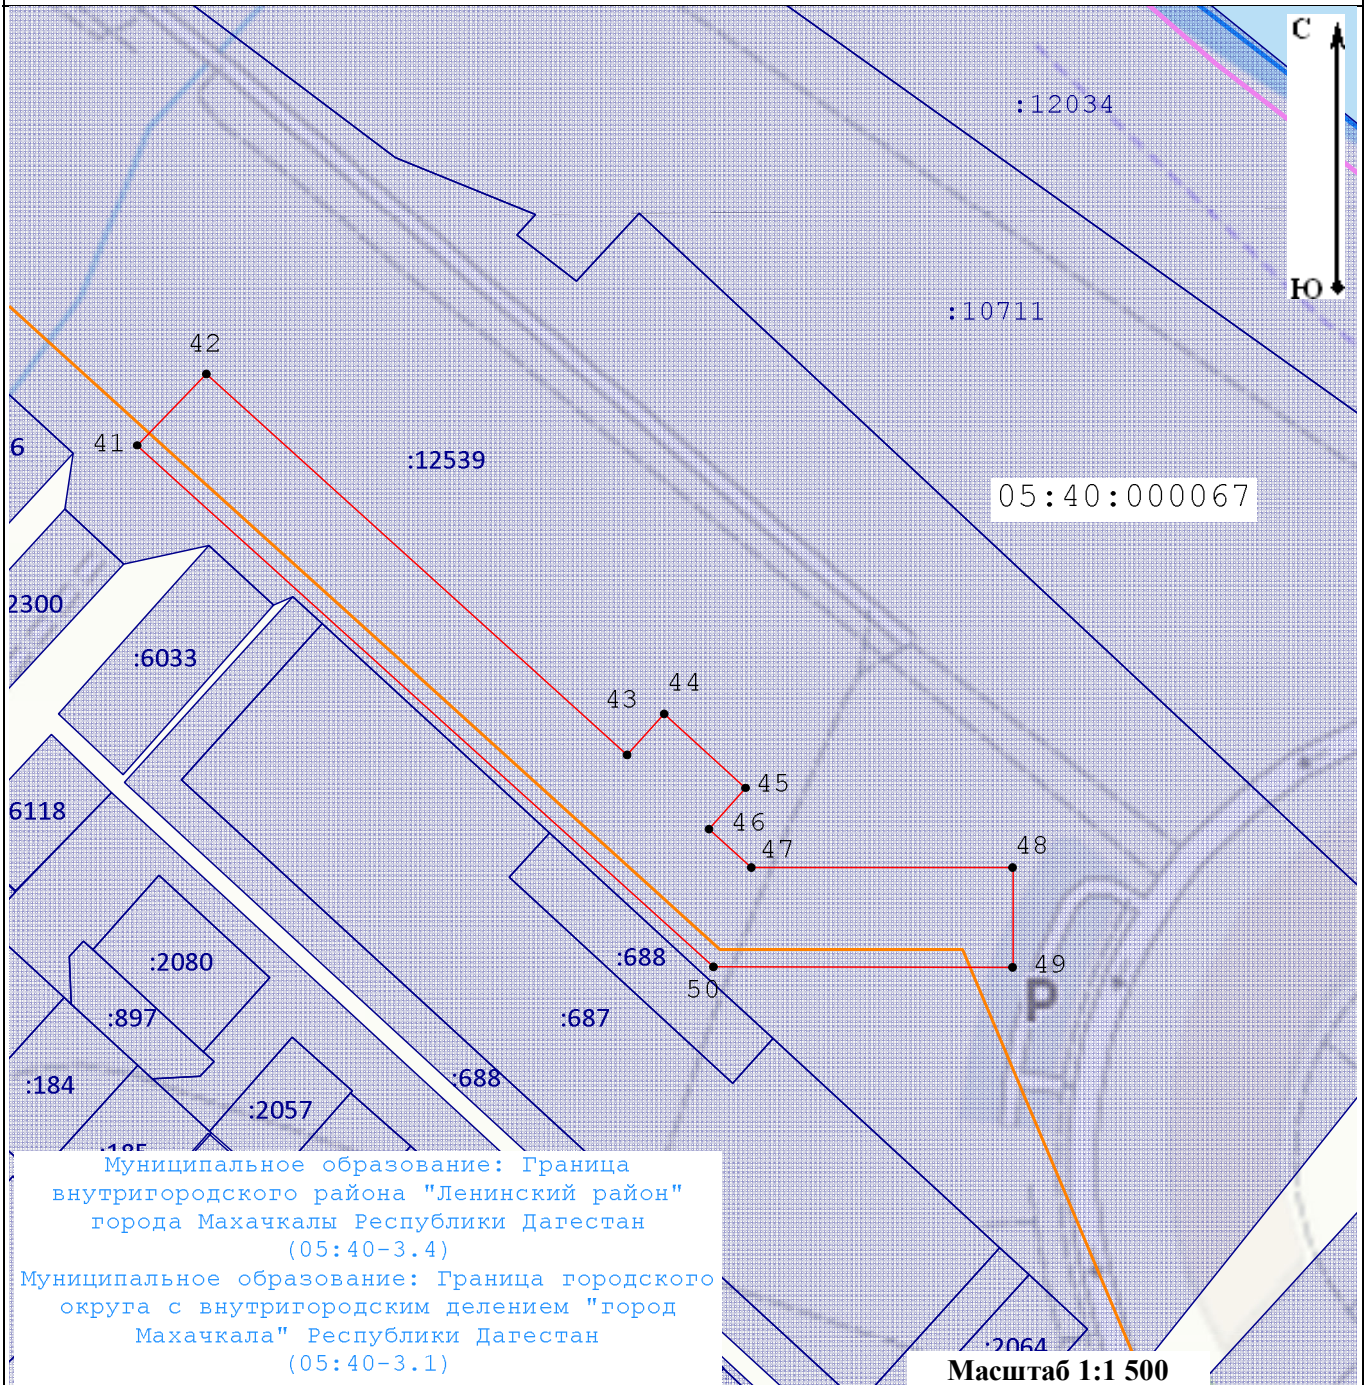 С
:12034
Ю
:10711
42
41
6
:12539
05:40:000067
2300
:6033
44
43
45
6118
46
47
48
:2080
:688
49
50
P
:897
:687
:184
:688
:2057
:185
Муниципальное образование: Граница
внутригородского района "Ленинский район"
города Махачкалы Республики Дагестан
(05:40-3.4)
Муниципальное образование: Граница городского
округа с внутригородским делением "город
Махачкала" Республики Дагестан
(05:40-3.1)
:2064
Масштаб 1:1 500